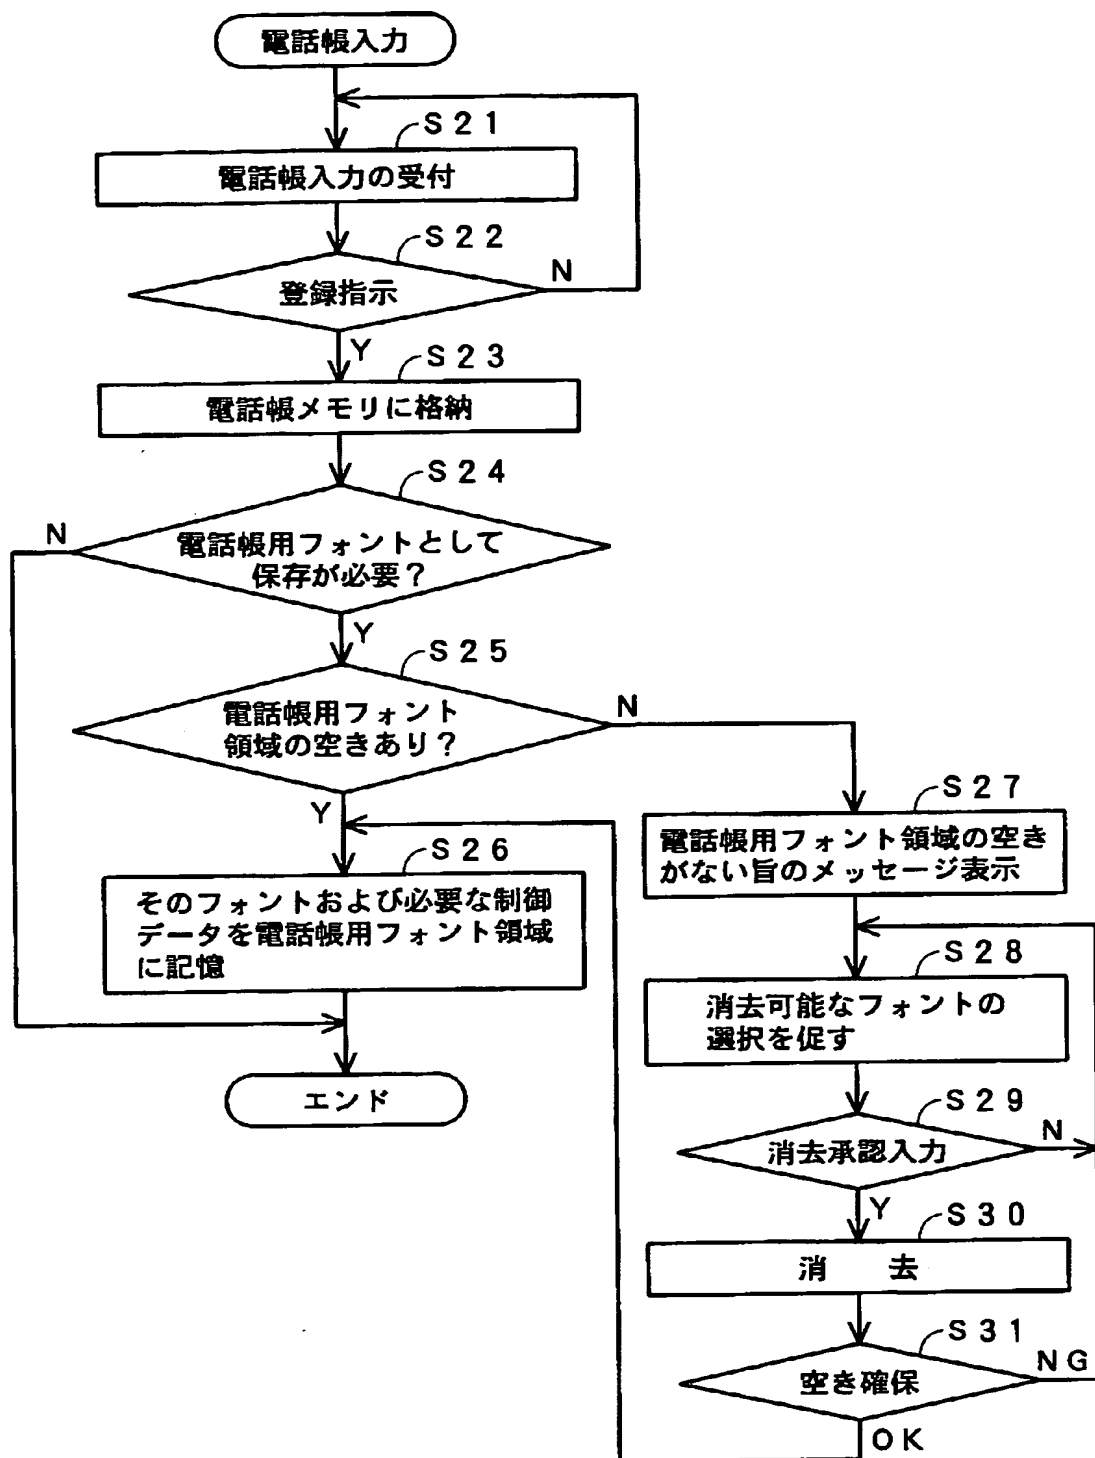 電話帳入力
S21
電話帳入力の受付
S22
登録指示
N
Y
S23
電話帳メモリに格納
S24
電話帳用フォントとして
保存が必要?
N
Y
S25
電話帳用フォント
領域の空きあり?
N
Y
S26
そのフォントおよび必要な制御
データを電話帳用フォント領域
に記憶
エンド
S27
電話帳用フォント領域の空き
がない旨のメッセージ表示
S28
消去可能なフォントの
選択を促す
S29
消去承認入力
N
Y
S30
消 去
S31
空き確保
NG
OK